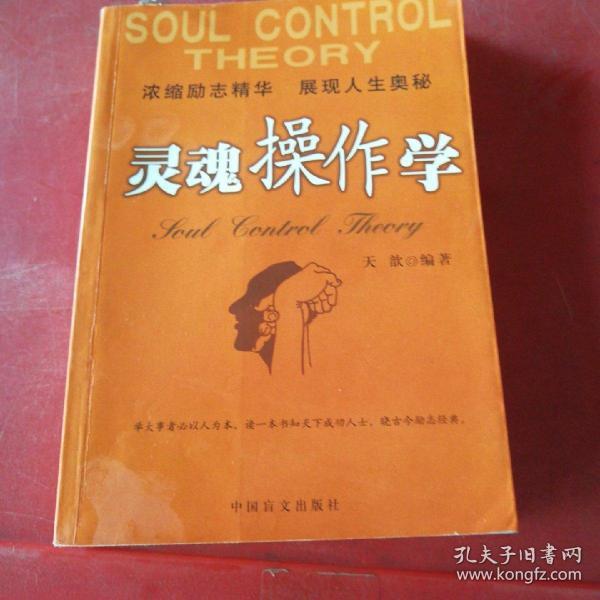 SOUL CONTROL
THEORY
浓缩励志精华 展现人生奥秘
灵魂操作学
Soul Control Theory
天歆◎编著
举大事者必以人为本。读一本书知天下成功人士，晓古今励志经典。
中国盲文出版社
孔夫子旧书网
www.kongfz.com